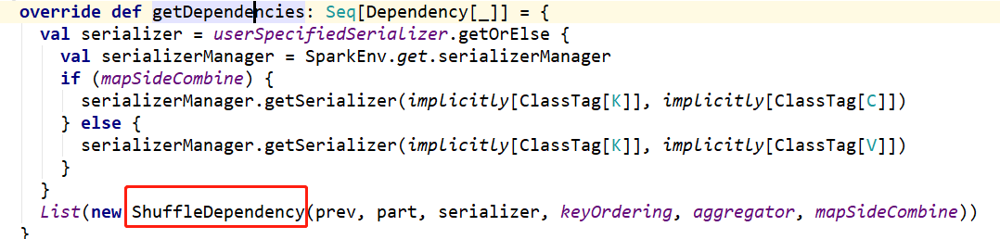 override def getDependencies: Seq[Dependency[_]] = {
  val serializer = userSpecifiedSerializer.getOrElse {
    val serializerManager = SparkEnv.get.serializerManager
    if (mapSideCombine) {
      serializerManager.getSerializer(implicitly[ClassTag[K]], implicitly[ClassTag[C]])
    } else {
      serializerManager.getSerializer(implicitly[ClassTag[K]], implicitly[ClassTag[V]])
    }
  }
  List(new ShuffleDependency(prev, part, serializer, keyOrdering, aggregator, mapSideCombine))
}